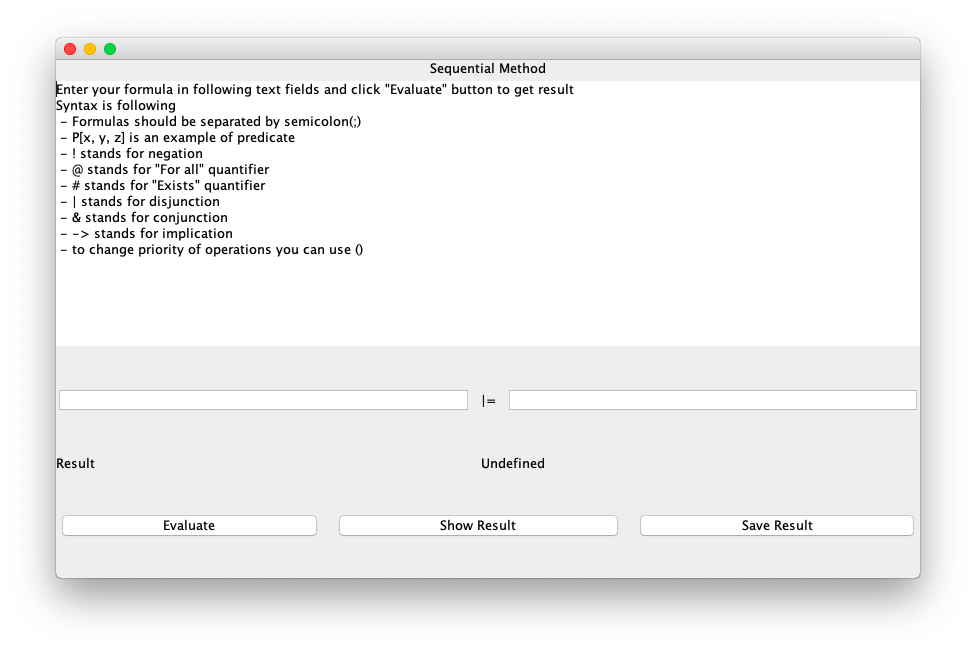 Sequential Method
Enter your formula in following text fields and click "Evaluate" button to get result
Syntax is following
- Formulas should be separated by semicolon(;)
- P[x, y, z] is an example of predicate
- ! stands for negation
- @ stands for "For all" quantifier
- # stands for "Exists" quantifier
- | stands for disjunction
- & stands for conjunction
- -> stands for implication
- to change priority of operations you can use ()
|=
Result Undefined
Evaluate Show Result Save Result